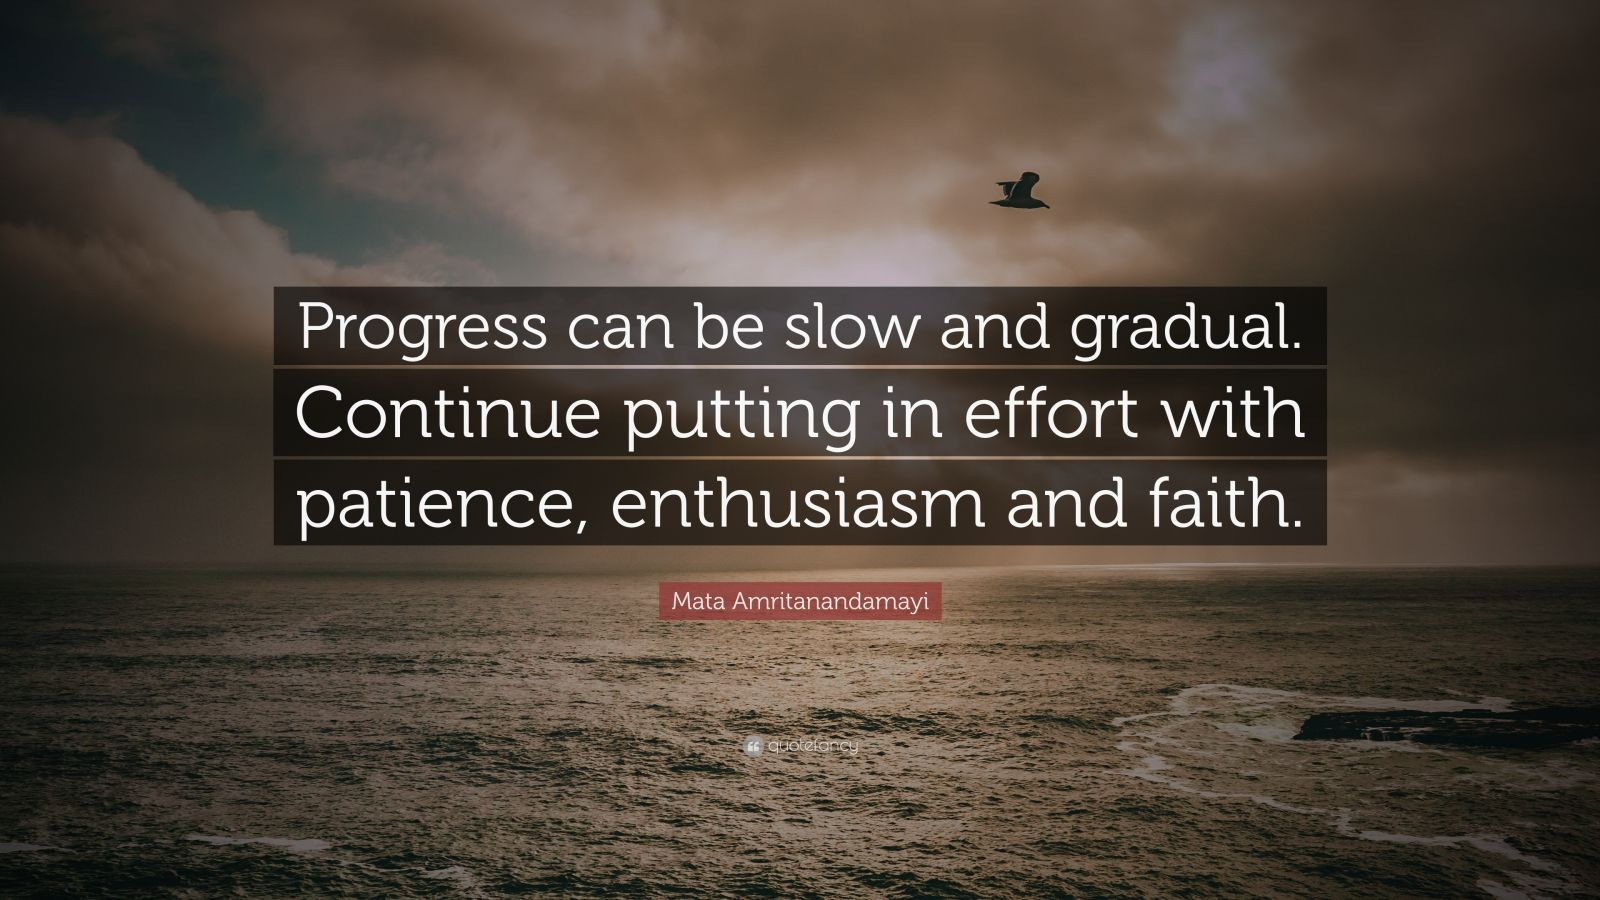 Progress can be slow and gradual.
Continue putting in effort with
patience, enthusiasm and faith.
Mata Amritanandamayi
quotefancy